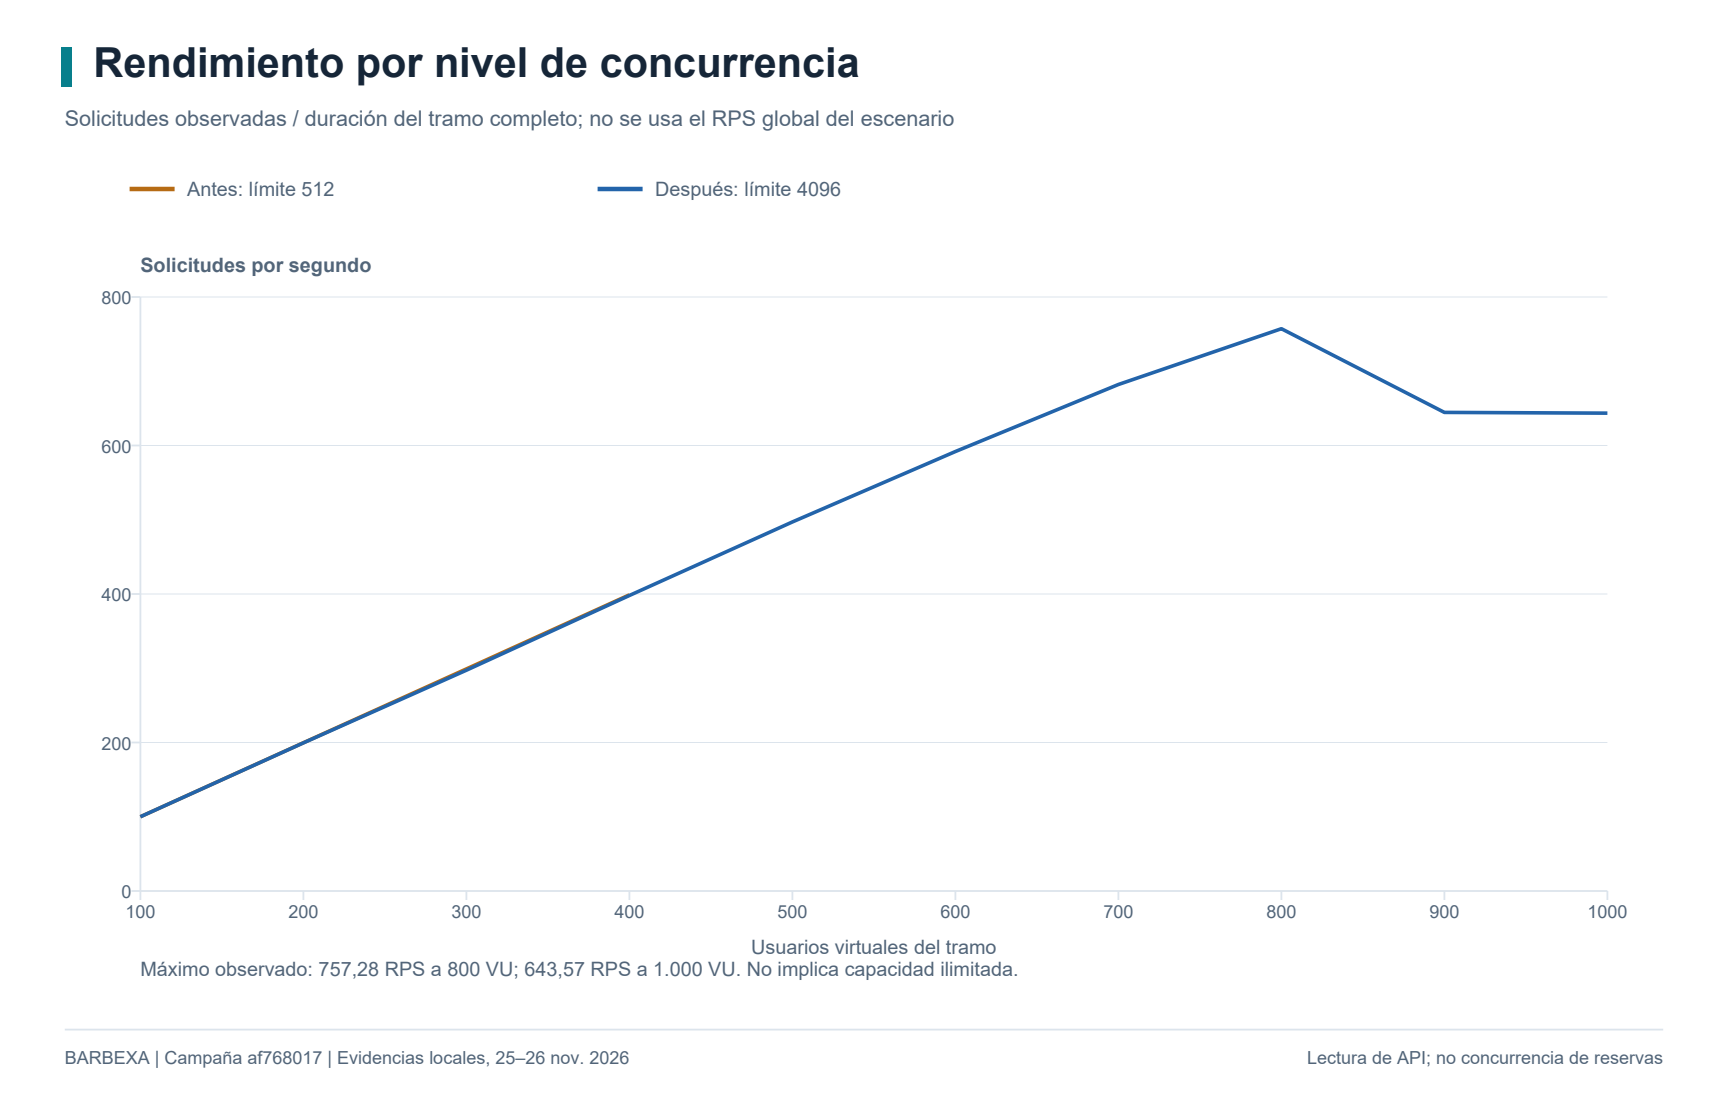 Rendimiento por nivel de concurrencia
Solicitudes observadas / duración del tramo completo; no se usa el RPS global del escenario
Antes: límite 512
Después: límite 4096
Solicitudes por segundo
800
600
400
200
0
100 200 300 400 500 600 700 800 900 1000
Usuarios virtuales del tramo
Máximo observado: 757,28 RPS a 800 VU; 643,57 RPS a 1.000 VU. No implica capacidad ilimitada.
BARBEXA | Campaña af768017 | Evidencias locales, 25–26 nov. 2026
Lectura de API; no concurrencia de reservas